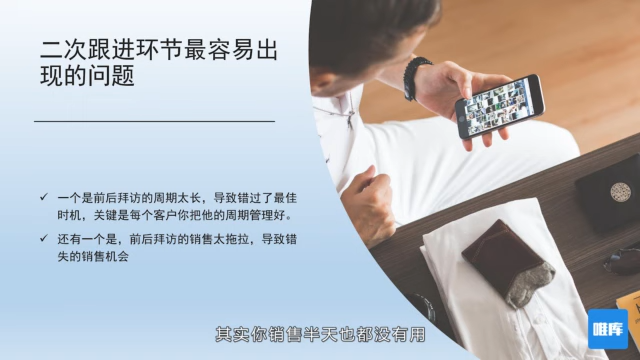 二次跟进环节最容易出
现的问题
✓ 一个是前后拜访的周期太长，导致错过了最佳
时机，关键是每个客户你把他的周期管理好。
✓ 还有一个是，前后拜访的销售太拖拉，导致错
失的销售机会
其实你销售半天也都没有用
唯库